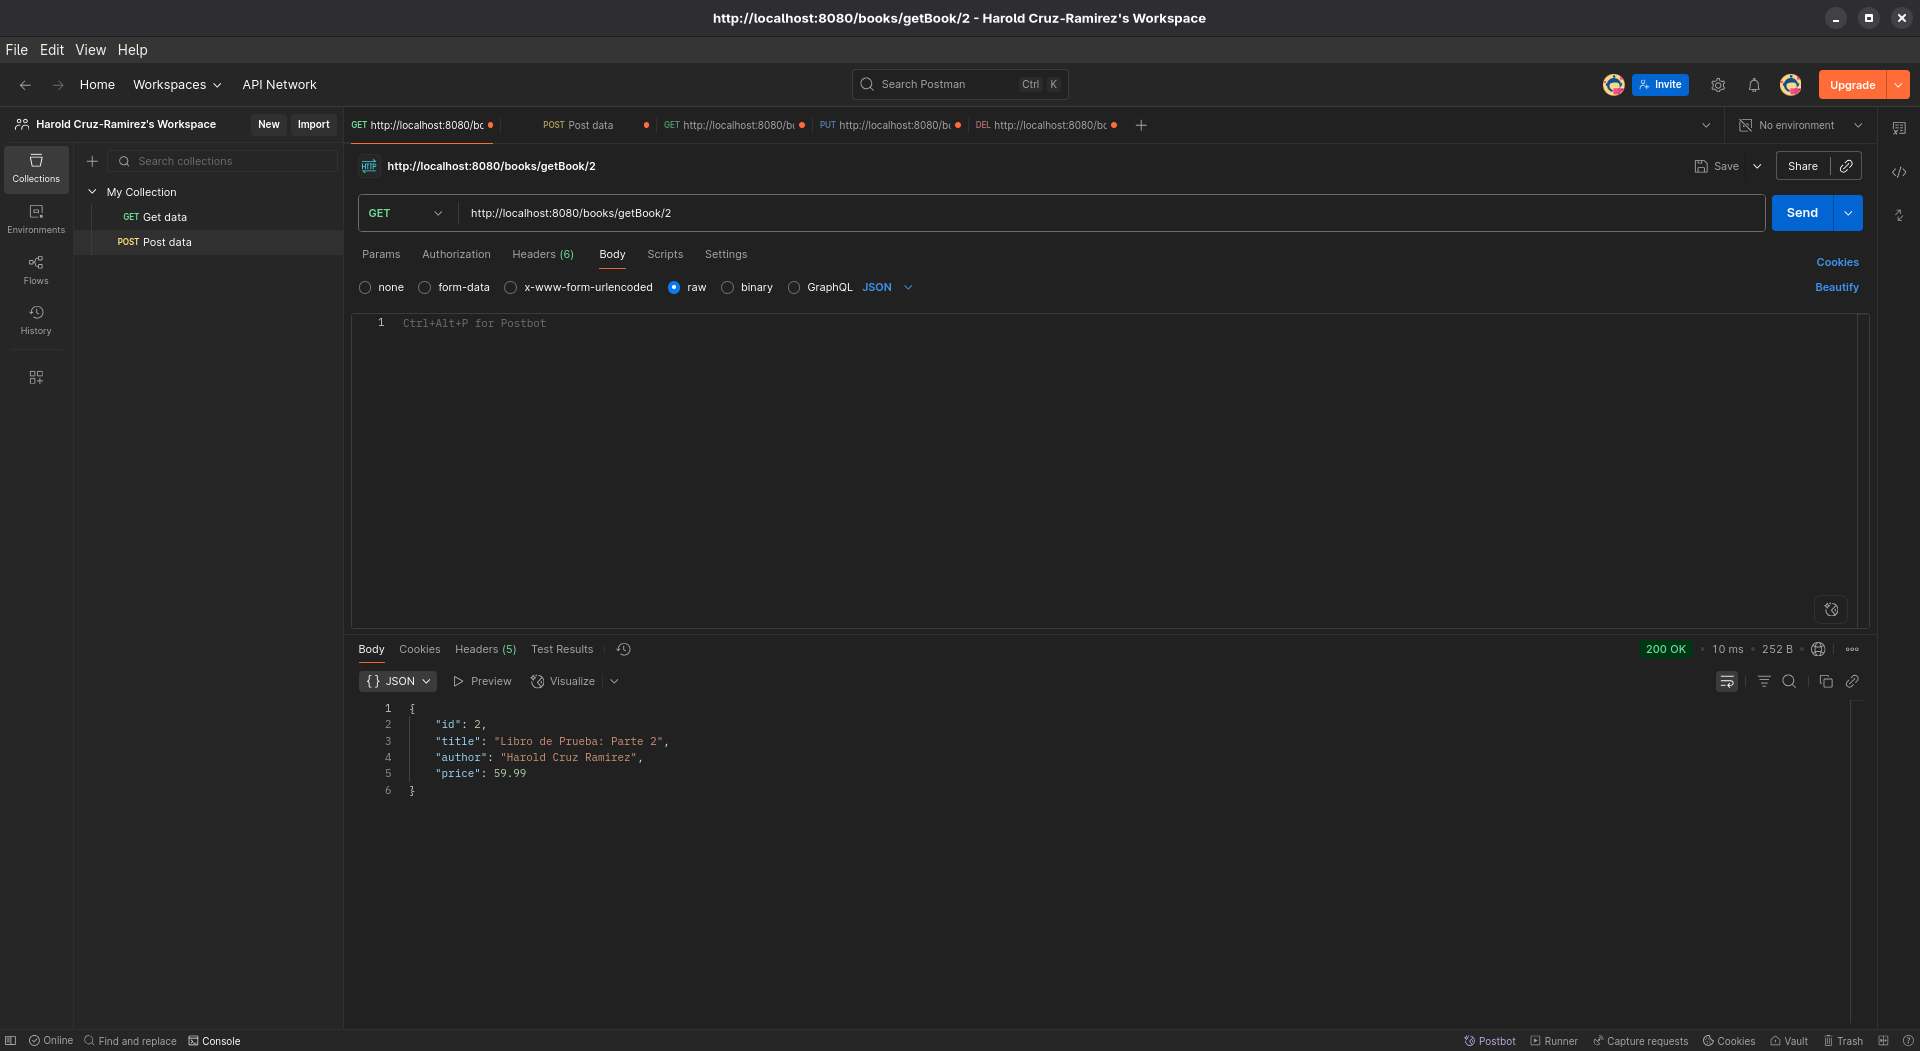 http://localhost:8080/books/getBook/2 - Harold Cruz-Ramirez's Workspace
File Edit View Help
Home Workspaces API Network
Search Postman Ctrl K
Invite
Upgrade
Harold Cruz-Ramirez's Workspace New Import
GET http://localhost:8080/bc POST Post data GET http://localhost:8080/b PUT http://localhost:8080/b DEL http://localhost:8080/bc
No environment
Search collections
My Collection
GET Get data
POST Post data
Collections
Environments
Flows
History
HTTP http://localhost:8080/books/getBook/2
Save Share
GET http://localhost:8080/books/getBook/2 Send
Params Authorization Headers (6) Body Scripts Settings Cookies
none form-data x-www-form-urlencoded raw binary GraphQL JSON Beautify
1 Ctrl+Alt+P for Postbot
Body Cookies Headers (5) Test Results 200 OK 10 ms 252 B
{} JSON Preview Visualize
1 {
2 "id": 2,
3 "title": "Libro de Prueba: Parte 2",
4 "author": "Harold Cruz Ramirez",
5 "price": 59.99
6 }
Online Find and replace Console Postbot Runner Capture requests Cookies Vault Trash